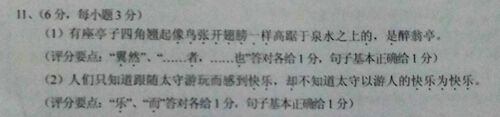 11、（6分，每小题3分）
（1）有座亭子四角翘起像鸟张开翅膀一样高踞于泉水之上的，是醉翁亭。
（评分要点：“翼然”、“……者，……也”答对各给1分，句子基本正确给1分）
（2）人们只知道跟随太守游玩而感到快乐，却不知道太守以游人的快乐为快乐。
（评分要点：“乐”、“而”答对各给1分，句子基本正确给1分）